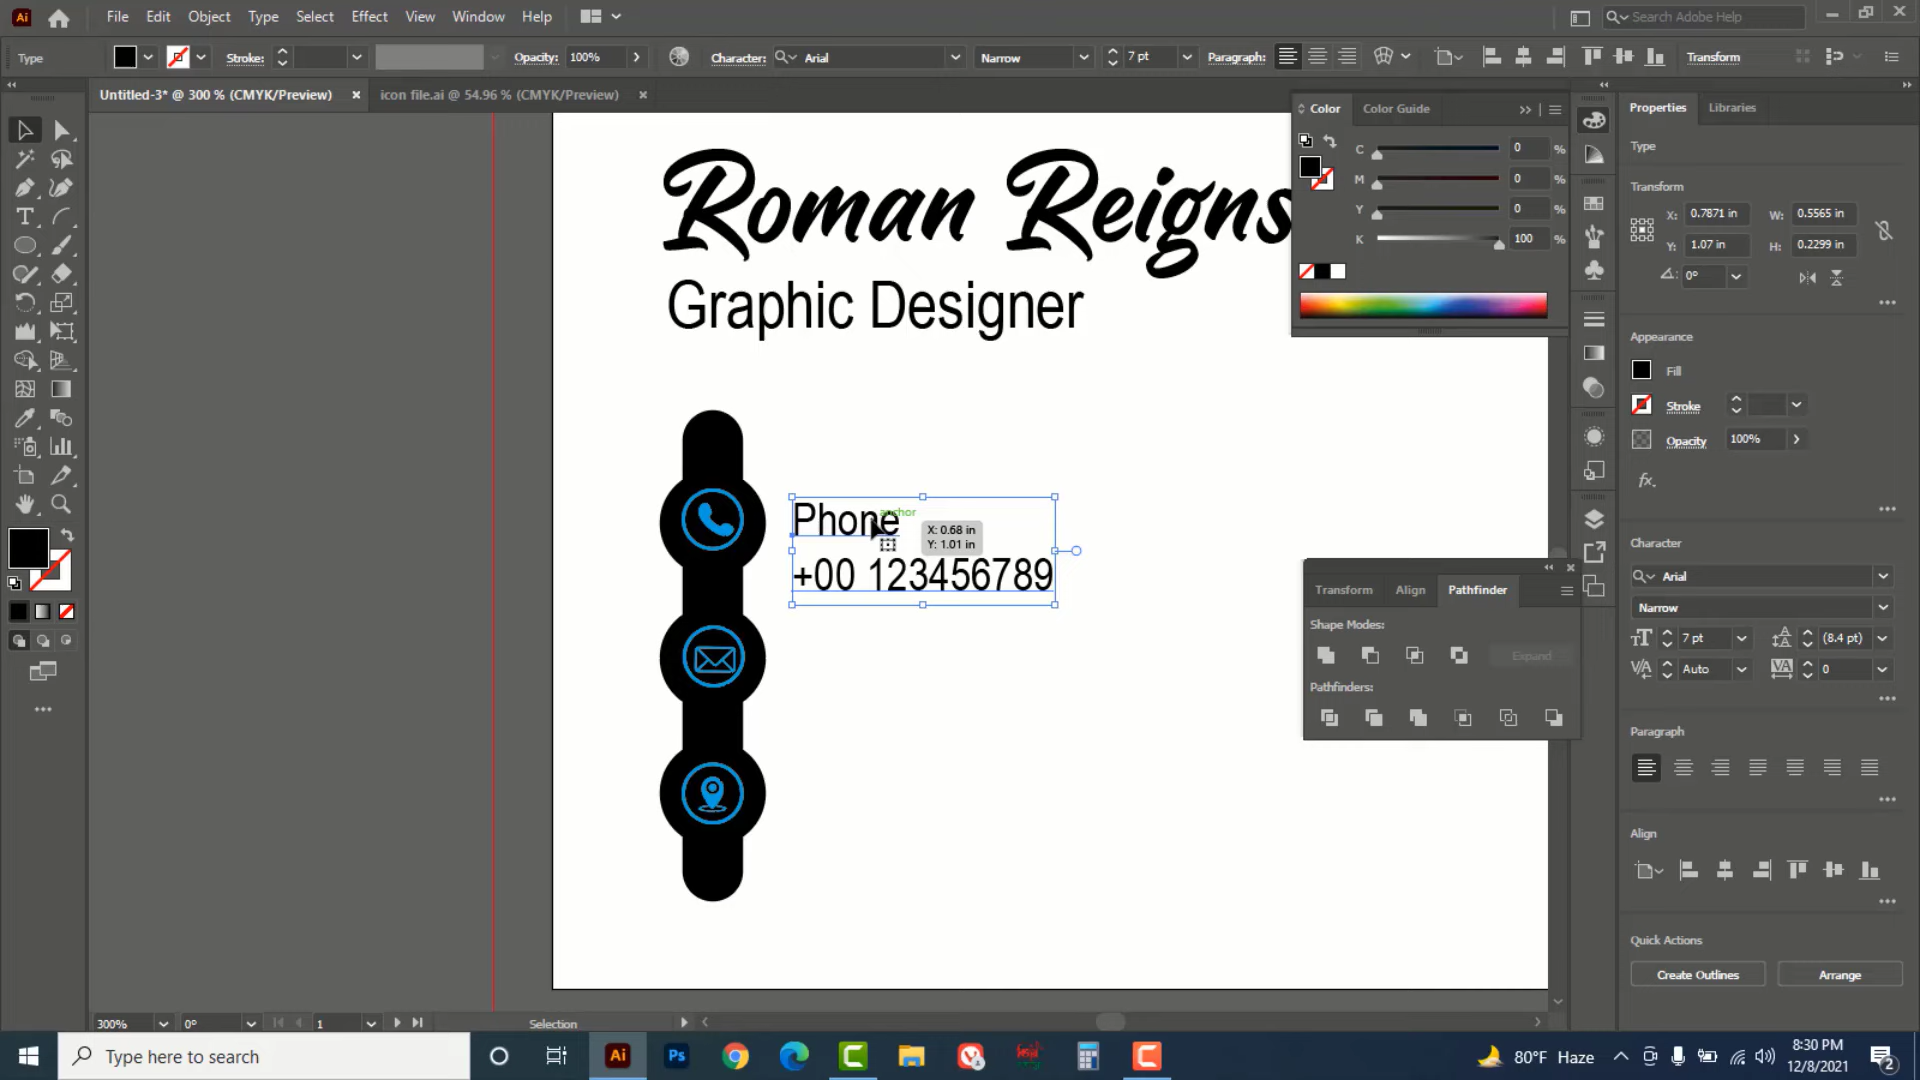 Ai File Edit Object Type Select Effect View Window Help Search Adobe Help
Type Stroke: Opacity: 100% Character: Arial Narrow 7 pt Paragraph: Transform
Untitled-3* @ 300 % (CMYK/Preview) × icon file.ai @ 54.96 % (CMYK/Preview) ×
Color Color Guide
C 0 %
M 0 %
Y 0 %
K 100 %
Properties Libraries
Type
Transform
X: 0.7871 in W: 0.5565 in
Y: 1.07 in H: 0.2299 in
0°
Appearance
Fill
Stroke
Opacity 100%
fx
Character
Arial
Narrow
7 pt (8.4 pt)
Auto 0
Paragraph
Align
Quick Actions
Create Outlines Arrange
Roman Reigns
Graphic Designer
Phone
anchor
X: 0.68 in
Y: 1.01 in
+00 123456789
Transform Align Pathfinder
Shape Modes:
Expand
Pathfinders:
300% 0° 1 Selection
Type here to search
Ai Ps
80°F Haze
8:30 PM
12/8/2021
2